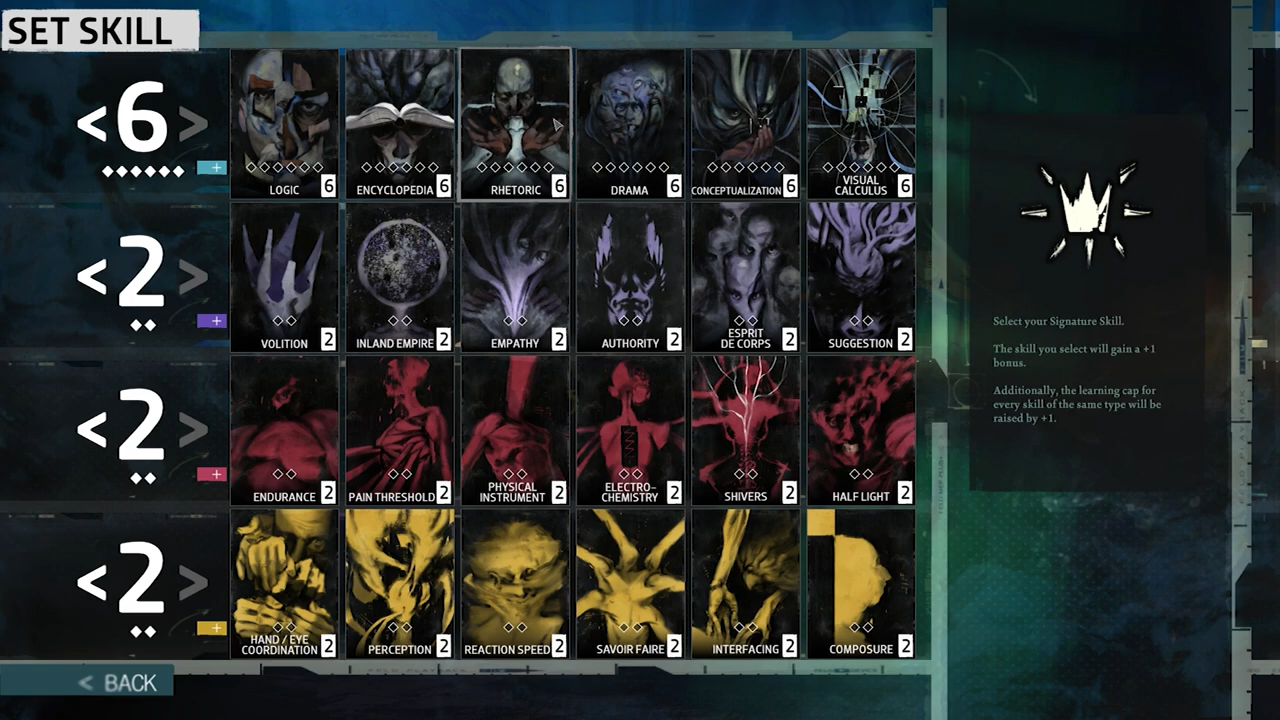 SET SKILL
< 6 >
+
LOGIC 6
ENCYCLOPEDIA 6
RHETORIC 6
DRAMA 6
CONCEPTUALIZATION 6
VISUAL
CALCULUS 6
< 2 >
+
VOLITION 2
INLAND EMPIRE 2
EMPATHY 2
AUTHORITY 2
ESPRIT
DE CORPS 2
SUGGESTION 2
< 2 >
+
ENDURANCE 2
PAIN THRESHOLD 2
PHYSICAL
INSTRUMENT 2
ELECTRO-
CHEMISTRY 2
SHIVERS 2
HALF LIGHT 2
< 2 >
+
HAND / EYE
COORDINATION 2
PERCEPTION 2
REACTION SPEED 2
SAVOIR FAIRE 2
INTERFACING 2
COMPOSURE 2
< BACK
Select your Signature Skill.
The skill you select will gain a +1
bonus.
Additionally, the learning cap for
every skill of the same type will be
raised by +1.